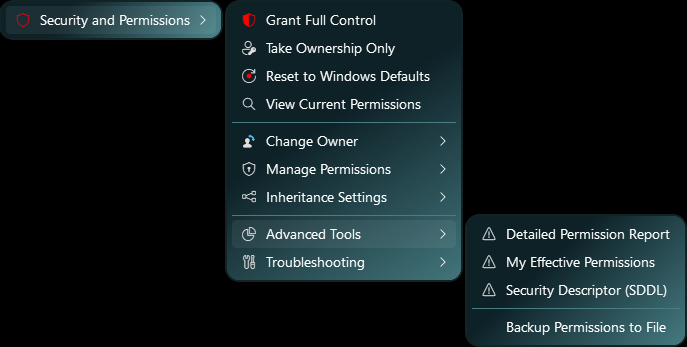 Security and Permissions
Grant Full Control
Take Ownership Only
Reset to Windows Defaults
View Current Permissions
Change Owner
Manage Permissions
Inheritance Settings
Advanced Tools
Troubleshooting
Detailed Permission Report
My Effective Permissions
Security Descriptor (SDDL)
Backup Permissions to File